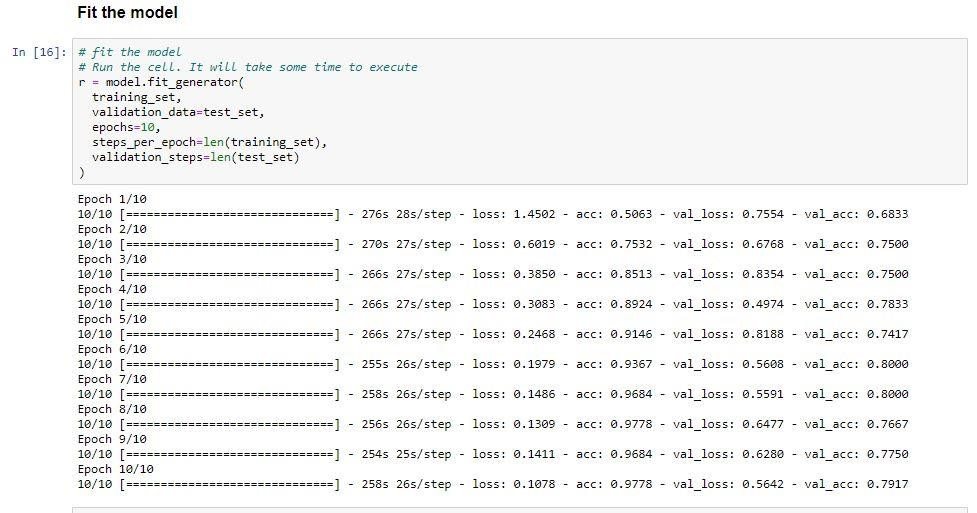 Fit the model
In [16]: # fit the model
# Run the cell. It will take some time to execute
r = model.fit_generator(
  training_set,
  validation_data=test_set,
  epochs=10,
  steps_per_epoch=len(training_set),
  validation_steps=len(test_set)
)
Epoch 1/10
10/10 [==============================] - 276s 28s/step - loss: 1.4502 - acc: 0.5063 - val_loss: 0.7554 - val_acc: 0.6833
Epoch 2/10
10/10 [==============================] - 270s 27s/step - loss: 0.6019 - acc: 0.7532 - val_loss: 0.6768 - val_acc: 0.7500
Epoch 3/10
10/10 [==============================] - 266s 27s/step - loss: 0.3850 - acc: 0.8513 - val_loss: 0.8354 - val_acc: 0.7500
Epoch 4/10
10/10 [==============================] - 266s 27s/step - loss: 0.3083 - acc: 0.8924 - val_loss: 0.4974 - val_acc: 0.7833
Epoch 5/10
10/10 [==============================] - 266s 27s/step - loss: 0.2468 - acc: 0.9146 - val_loss: 0.8188 - val_acc: 0.7417
Epoch 6/10
10/10 [==============================] - 255s 26s/step - loss: 0.1979 - acc: 0.9367 - val_loss: 0.5608 - val_acc: 0.8000
Epoch 7/10
10/10 [==============================] - 258s 26s/step - loss: 0.1486 - acc: 0.9684 - val_loss: 0.5591 - val_acc: 0.8000
Epoch 8/10
10/10 [==============================] - 256s 26s/step - loss: 0.1309 - acc: 0.9778 - val_loss: 0.6477 - val_acc: 0.7667
Epoch 9/10
10/10 [==============================] - 254s 25s/step - loss: 0.1411 - acc: 0.9684 - val_loss: 0.6280 - val_acc: 0.7750
Epoch 10/10
10/10 [==============================] - 258s 26s/step - loss: 0.1078 - acc: 0.9778 - val_loss: 0.5642 - val_acc: 0.7917